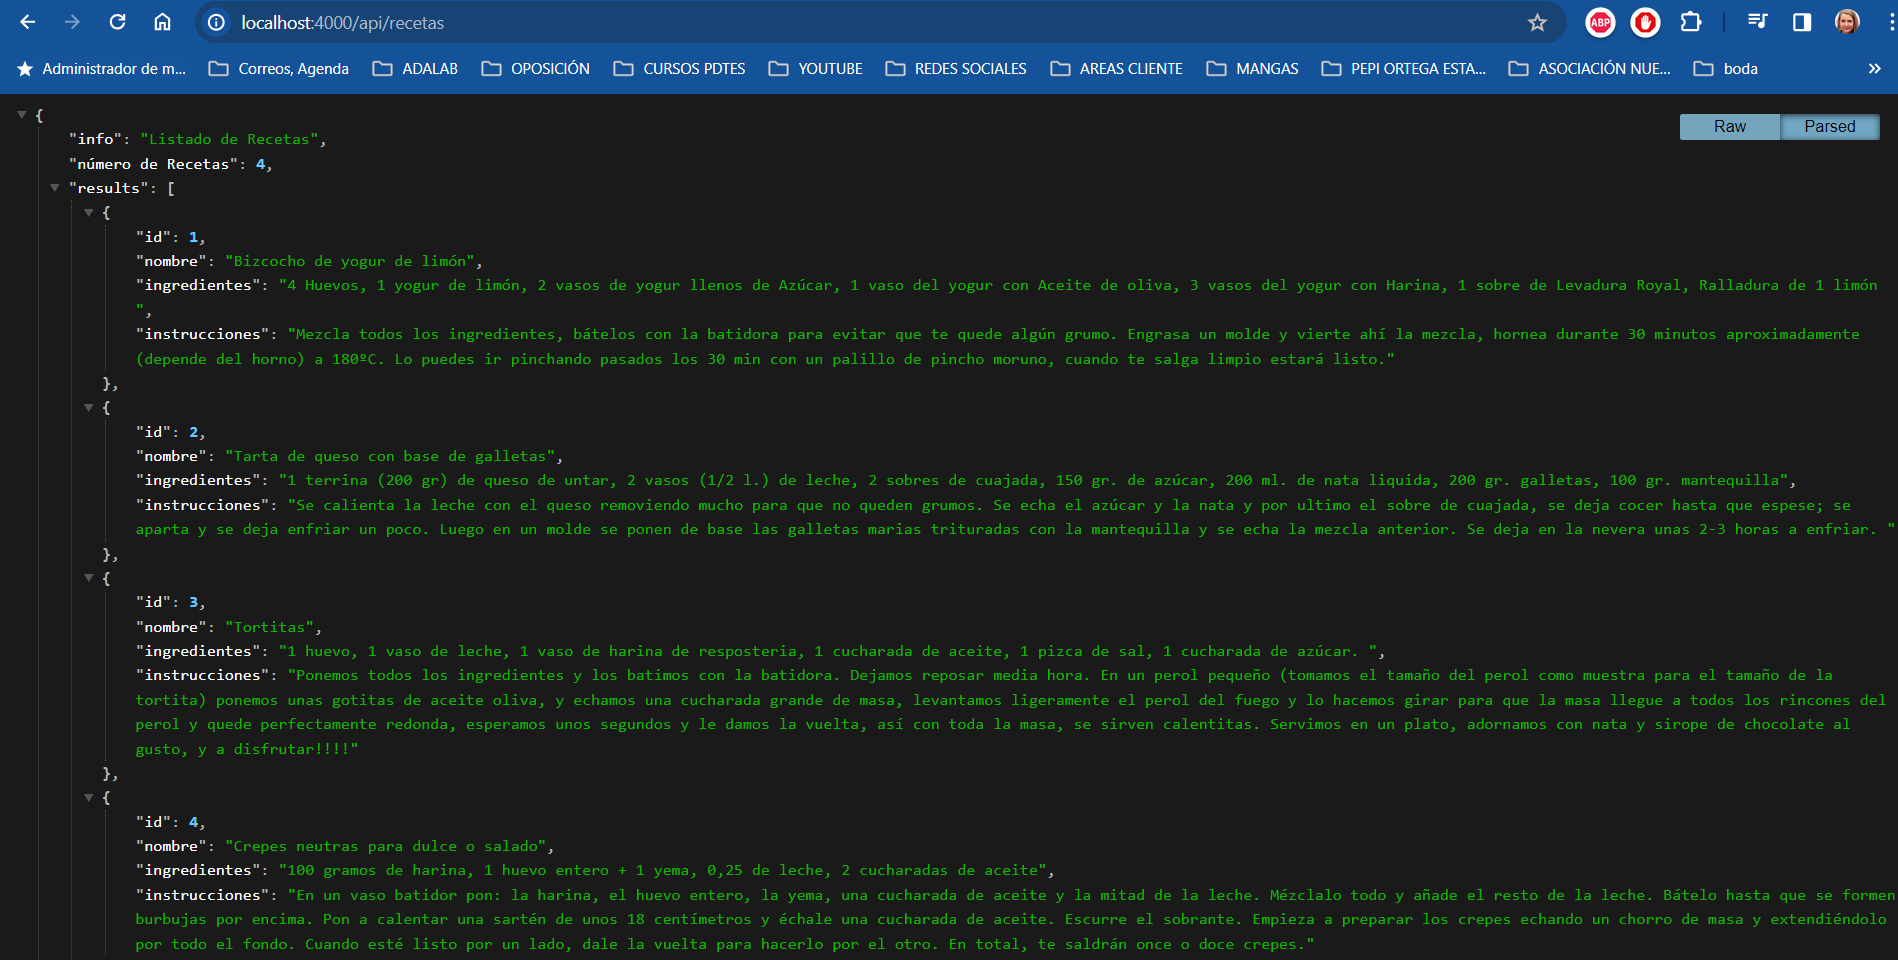 localhost:4000/api/recetas
ABP
Administrador de m...
Correos, Agenda
ADALAB
OPOSICIÓN
CURSOS PDTES
YOUTUBE
REDES SOCIALES
AREAS CLIENTE
MANGAS
PEPI ORTEGA ESTA...
ASOCIACIÓN NUE...
boda
»
Raw
Parsed
{
"info": "Listado de Recetas",
"número de Recetas": 4,
"results": [
{
"id": 1,
"nombre": "Bizcocho de yogur de limón",
"ingredientes": "4 Huevos, 1 yogur de limón, 2 vasos de yogur llenos de Azúcar, 1 vaso del yogur con Aceite de oliva, 3 vasos del yogur con Harina, 1 sobre de Levadura Royal, Ralladura de 1 limón
",
"instrucciones": "Mezcla todos los ingredientes, bátelos con la batidora para evitar que te quede algún grumo. Engrasa un molde y vierte ahí la mezcla, hornea durante 30 minutos aproximadamente
(depende del horno) a 180ºC. Lo puedes ir pinchando pasados los 30 min con un palillo de pincho moruno, cuando te salga limpio estará listo."
},
{
"id": 2,
"nombre": "Tarta de queso con base de galletas",
"ingredientes": "1 terrina (200 gr) de queso de untar, 2 vasos (1/2 l.) de leche, 2 sobres de cuajada, 150 gr. de azúcar, 200 ml. de nata liquida, 200 gr. galletas, 100 gr. mantequilla",
"instrucciones": "Se calienta la leche con el queso removiendo mucho para que no queden grumos. Se echa el azúcar y la nata y por ultimo el sobre de cuajada, se deja cocer hasta que espese; se
aparta y se deja enfriar un poco. Luego en un molde se ponen de base las galletas marias trituradas con la mantequilla y se echa la mezcla anterior. Se deja en la nevera unas 2-3 horas a enfriar. "
},
{
"id": 3,
"nombre": "Tortitas",
"ingredientes": "1 huevo, 1 vaso de leche, 1 vaso de harina de resposteria, 1 cucharada de aceite, 1 pizca de sal, 1 cucharada de azúcar. ",
"instrucciones": "Ponemos todos los ingredientes y los batimos con la batidora. Dejamos reposar media hora. En un perol pequeño (tomamos el tamaño del perol como muestra para el tamaño de la
tortita) ponemos unas gotitas de aceite oliva, y echamos una cucharada grande de masa, levantamos ligeramente el perol del fuego y lo hacemos girar para que la masa llegue a todos los rincones del
perol y quede perfectamente redonda, esperamos unos segundos y le damos la vuelta, así con toda la masa, se sirven calentitas. Servimos en un plato, adornamos con nata y sirope de chocolate al
gusto, y a disfrutar!!!!"
},
{
"id": 4,
"nombre": "Crepes neutras para dulce o salado",
"ingredientes": "100 gramos de harina, 1 huevo entero + 1 yema, 0,25 de leche, 2 cucharadas de aceite",
"instrucciones": "En un vaso batidor pon: la harina, el huevo entero, la yema, una cucharada de aceite y la mitad de la leche. Mézclalo todo y añade el resto de la leche. Bátelo hasta que se formen
burbujas por encima. Pon a calentar una sartén de unos 18 centímetros y échale una cucharada de aceite. Escurre el sobrante. Empieza a preparar los crepes echando un chorro de masa y extendiéndolo
por todo el fondo. Cuando esté listo por un lado, dale la vuelta para hacerlo por el otro. En total, te saldrán once o doce crepes."